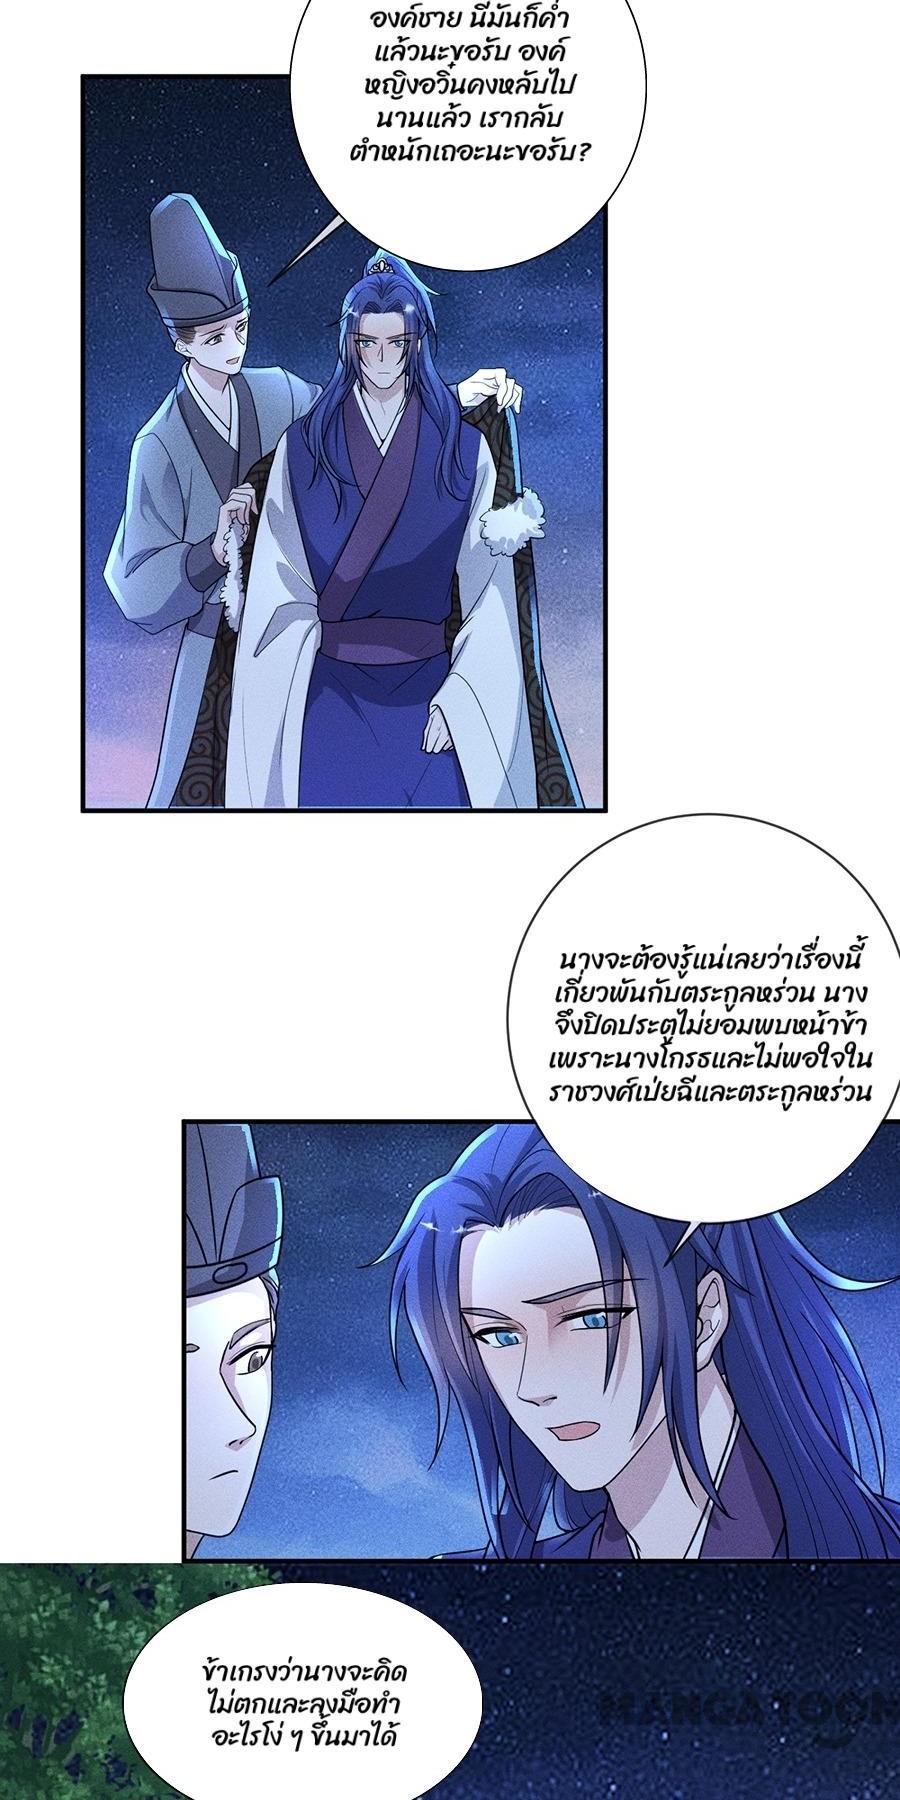 องค์ชาย นี่มันก็ค่ำ
แล้วนะขอรับ องค์
หญิงอวิ๋นคงหลับไป
นานแล้ว เรากลับ
ตำหนักเถอะนะขอรับ?
นางจะต้องรู้แน่เลยว่าเรื่องนี้
เกี่ยวพันกับตระกูลหร่วน นาง
จึงปิดประตูไม่ยอมพบหน้าข้า
เพราะนางโกรธและไม่พอใจใน
ราชวงศ์เป่ยฉีและตระกูลหร่วน
ข้าเกรงว่านางจะคิด
ไม่ตกและลงมือทำ
อะไรโง่ ๆ ขึ้นมาได้
MANGATOON